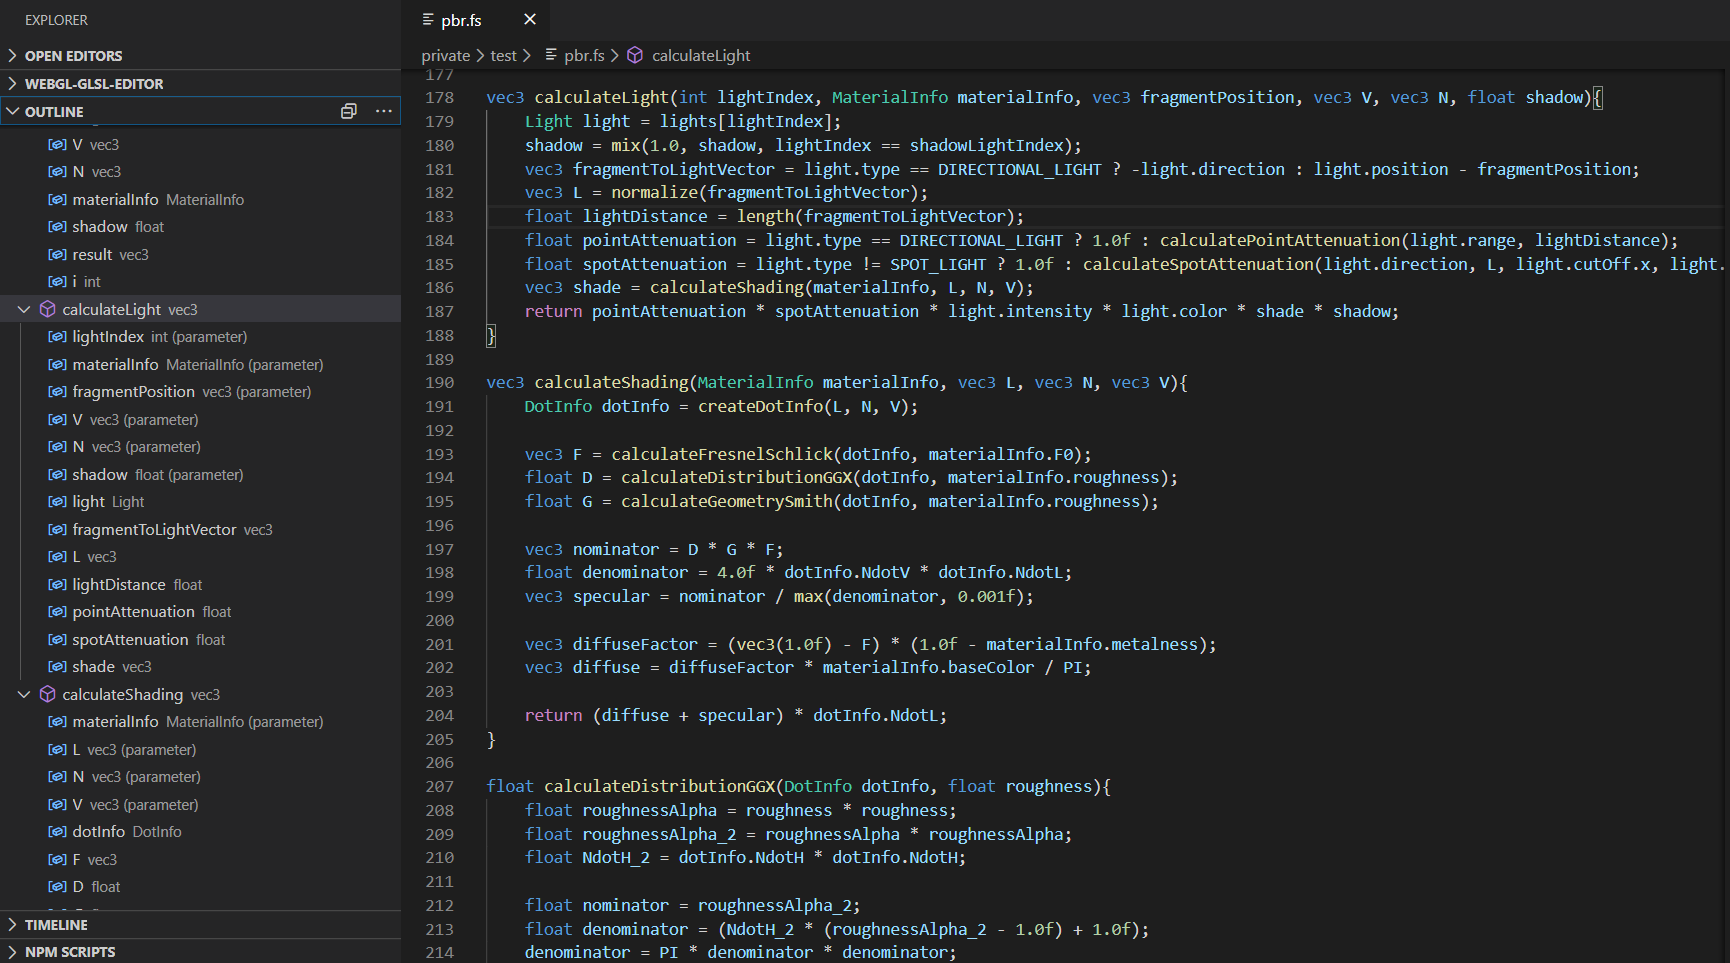 EXPLORER
OPEN EDITORS
WEBGL-GLSL-EDITOR
OUTLINE
V vec3
N vec3
materialInfo MaterialInfo
shadow float
result vec3
i int
calculateLight vec3
lightIndex int (parameter)
materialInfo MaterialInfo (parameter)
fragmentPosition vec3 (parameter)
V vec3 (parameter)
N vec3 (parameter)
shadow float (parameter)
light Light
fragmentToLightVector vec3
L vec3
lightDistance float
pointAttenuation float
spotAttenuation float
shade vec3
calculateShading vec3
materialInfo MaterialInfo (parameter)
L vec3 (parameter)
N vec3 (parameter)
V vec3 (parameter)
dotInfo DotInfo
F vec3
D float
TIMELINE
NPM SCRIPTS
pbr.fs
private > test > pbr.fs > calculateLight
177
178 vec3 calculateLight(int lightIndex, MaterialInfo materialInfo, vec3 fragmentPosition, vec3 V, vec3 N, float shadow){
179 Light light = lights[lightIndex];
180 shadow = mix(1.0, shadow, lightIndex == shadowLightIndex);
181 vec3 fragmentToLightVector = light.type == DIRECTIONAL_LIGHT ? -light.direction : light.position - fragmentPosition;
182 vec3 L = normalize(fragmentToLightVector);
183 float lightDistance = length(fragmentToLightVector);
184 float pointAttenuation = light.type == DIRECTIONAL_LIGHT ? 1.0f : calculatePointAttenuation(light.range, lightDistance);
185 float spotAttenuation = light.type != SPOT_LIGHT ? 1.0f : calculateSpotAttenuation(light.direction, L, light.cutOff.x, light.
186 vec3 shade = calculateShading(materialInfo, L, N, V);
187 return pointAttenuation * spotAttenuation * light.intensity * light.color * shade * shadow;
188 }
189
190 vec3 calculateShading(MaterialInfo materialInfo, vec3 L, vec3 N, vec3 V){
191 DotInfo dotInfo = createDotInfo(L, N, V);
192
193 vec3 F = calculateFresnelSchlick(dotInfo, materialInfo.F0);
194 float D = calculateDistributionGGX(dotInfo, materialInfo.roughness);
195 float G = calculateGeometrySmith(dotInfo, materialInfo.roughness);
196
197 vec3 nominator = D * G * F;
198 float denominator = 4.0f * dotInfo.NdotV * dotInfo.NdotL;
199 vec3 specular = nominator / max(denominator, 0.001f);
200
201 vec3 diffuseFactor = (vec3(1.0f) - F) * (1.0f - materialInfo.metalness);
202 vec3 diffuse = diffuseFactor * materialInfo.baseColor / PI;
203
204 return (diffuse + specular) * dotInfo.NdotL;
205 }
206
207 float calculateDistributionGGX(DotInfo dotInfo, float roughness){
208 float roughnessAlpha = roughness * roughness;
209 float roughnessAlpha_2 = roughnessAlpha * roughnessAlpha;
210 float NdotH_2 = dotInfo.NdotH * dotInfo.NdotH;
211
212 float nominator = roughnessAlpha_2;
213 float denominator = (NdotH_2 * (roughnessAlpha_2 - 1.0f) + 1.0f);
214 denominator = PI * denominator * denominator;